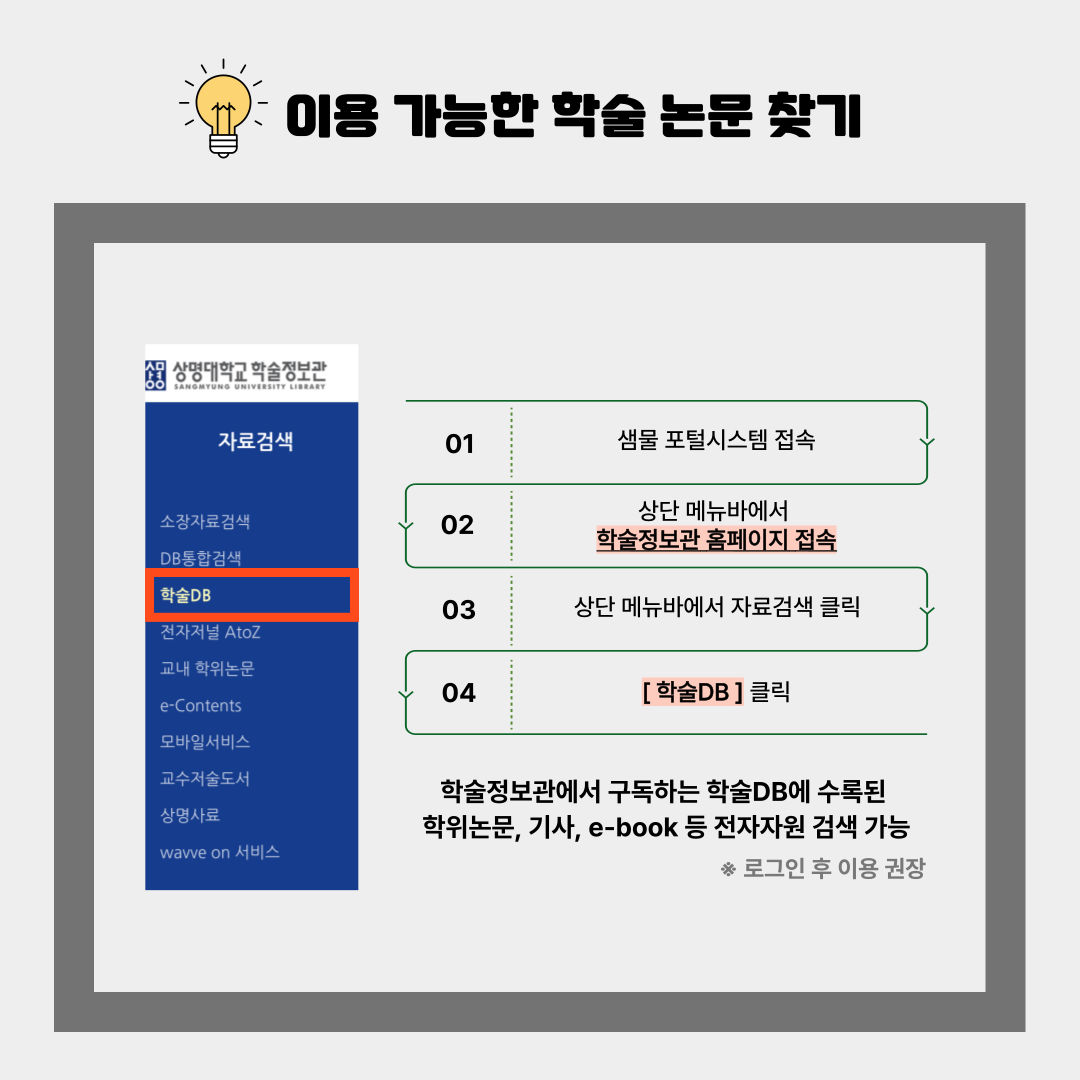 이용 가능한 학술 논문 찾기
상명대학교 학술정보관
SANGMYUNG UNIVERSITY LIBRARY
자료검색
소장자료검색
DB통합검색
학술DB
전자저널 AtoZ
교내 학위논문
e-Contents
모바일서비스
교수저술도서
상명사료
wavve on 서비스
01 샘물 포털시스템 접속
02 상단 메뉴바에서
학술정보관 홈페이지 접속
03 상단 메뉴바에서 자료검색 클릭
04 [ 학술DB ] 클릭
학술정보관에서 구독하는 학술DB에 수록된
학위논문, 기사, e-book 등 전자자원 검색 가능
※ 로그인 후 이용 권장